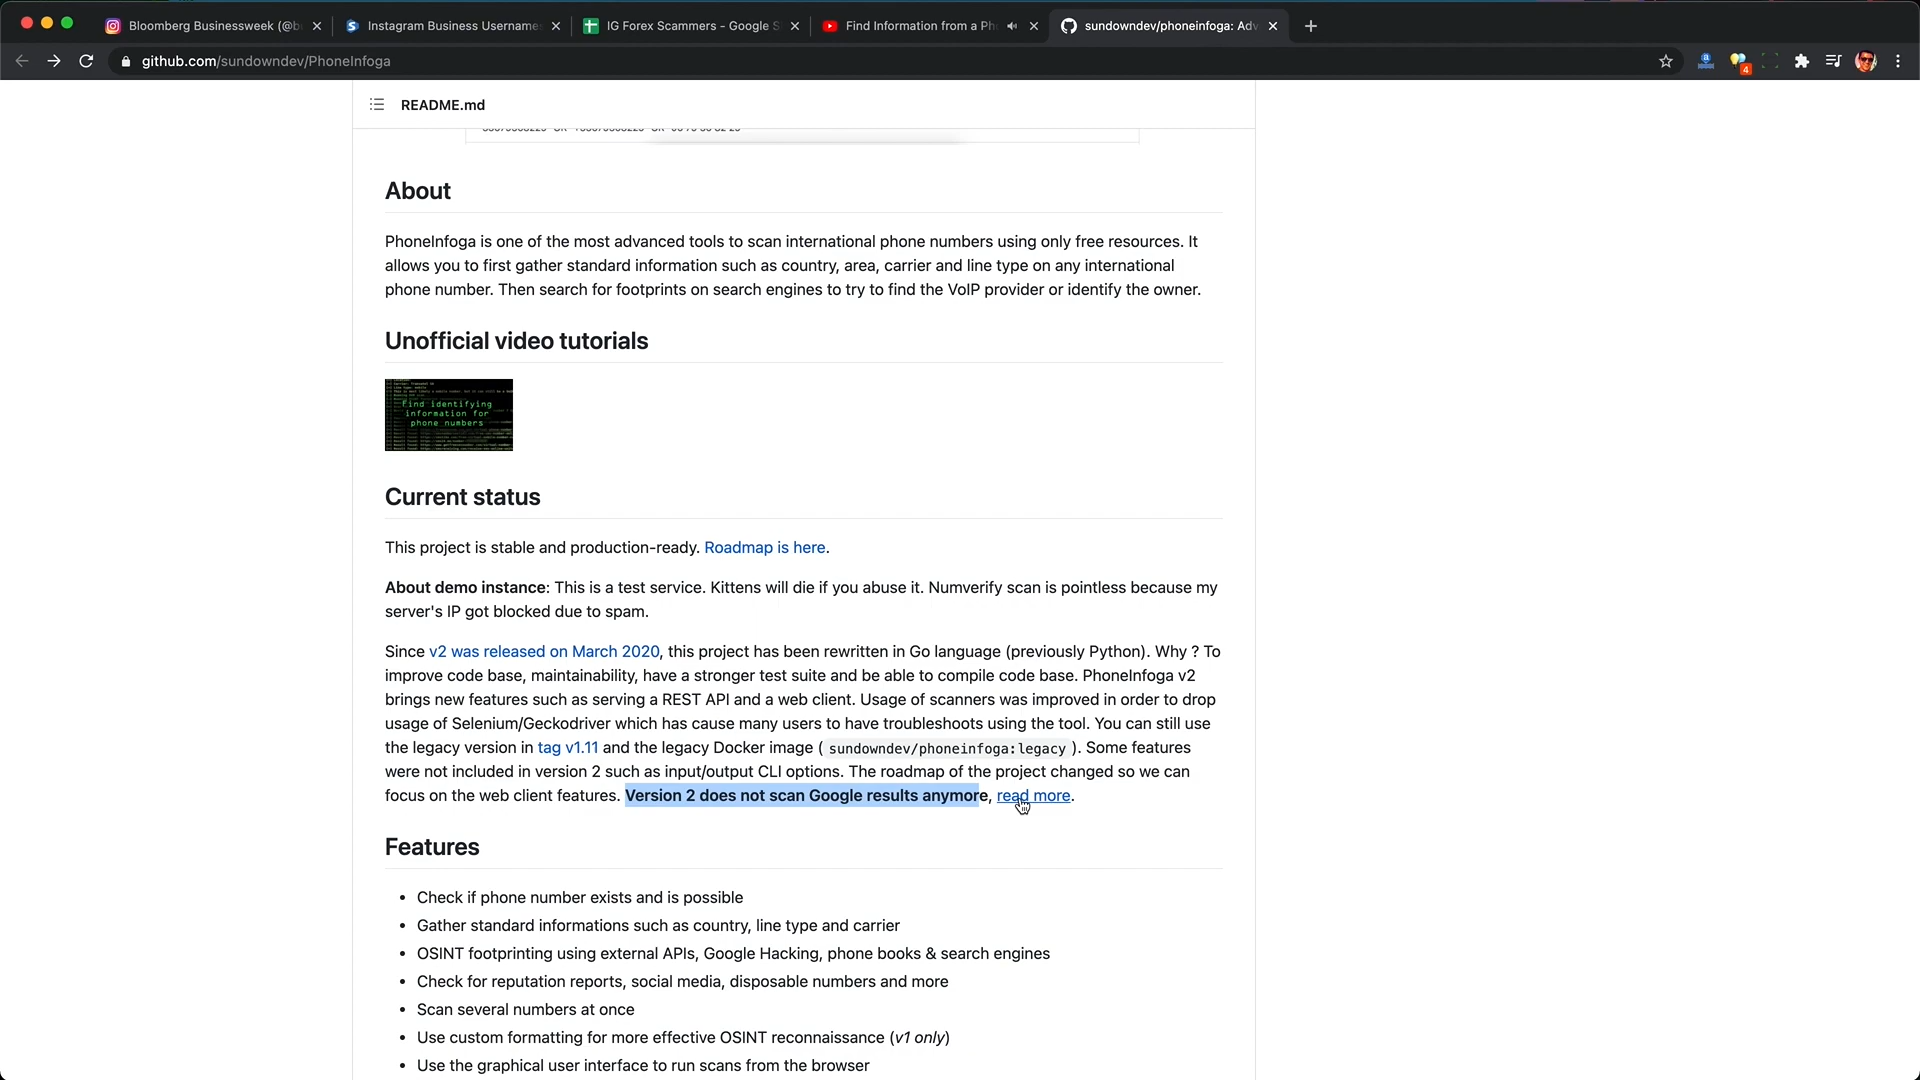 Bloomberg Businessweek (@b
Instagram Business Username
IG Forex Scammers - Google S
Find Information from a Ph
sundowndev/phoneinfoga: Adv
github.com/sundowndev/PhoneInfoga
4
README.md
About
PhoneInfoga is one of the most advanced tools to scan international phone numbers using only free resources. It
allows you to first gather standard information such as country, area, carrier and line type on any international
phone number. Then search for footprints on search engines to try to find the VoIP provider or identify the owner.
Unofficial video tutorials
Find identifying
information for
phone numbers
Current status
This project is stable and production-ready. Roadmap is here.
About demo instance: This is a test service. Kittens will die if you abuse it. Numverify scan is pointless because my
server's IP got blocked due to spam.
Since v2 was released on March 2020, this project has been rewritten in Go language (previously Python). Why ? To
improve code base, maintainability, have a stronger test suite and be able to compile code base. PhoneInfoga v2
brings new features such as serving a REST API and a web client. Usage of scanners was improved in order to drop
usage of Selenium/Geckodriver which has cause many users to have troubleshoots using the tool. You can still use
the legacy version in tag v1.11 and the legacy Docker image ( sundowndev/phoneinfoga:legacy ). Some features
were not included in version 2 such as input/output CLI options. The roadmap of the project changed so we can
focus on the web client features. Version 2 does not scan Google results anymore, read more.
Features
• Check if phone number exists and is possible
• Gather standard informations such as country, line type and carrier
• OSINT footprinting using external APIs, Google Hacking, phone books & search engines
• Check for reputation reports, social media, disposable numbers and more
• Scan several numbers at once
• Use custom formatting for more effective OSINT reconnaissance (v1 only)
• Use the graphical user interface to run scans from the browser